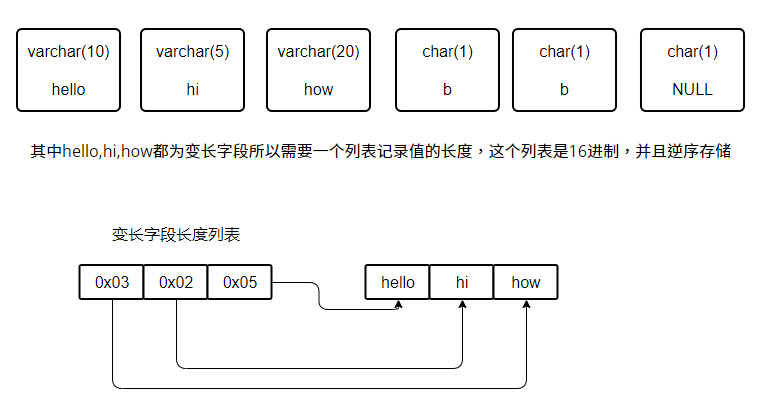 varchar(10) varchar(5) varchar(20) char(1) char(1) char(1)
hello hi how b b NULL
其中hello,hi,how都为变长字段所以需要一个列表记录值的长度，这个列表是16进制，并且逆序存储
变长字段长度列表
0x03 0x02 0x05 hello hi how